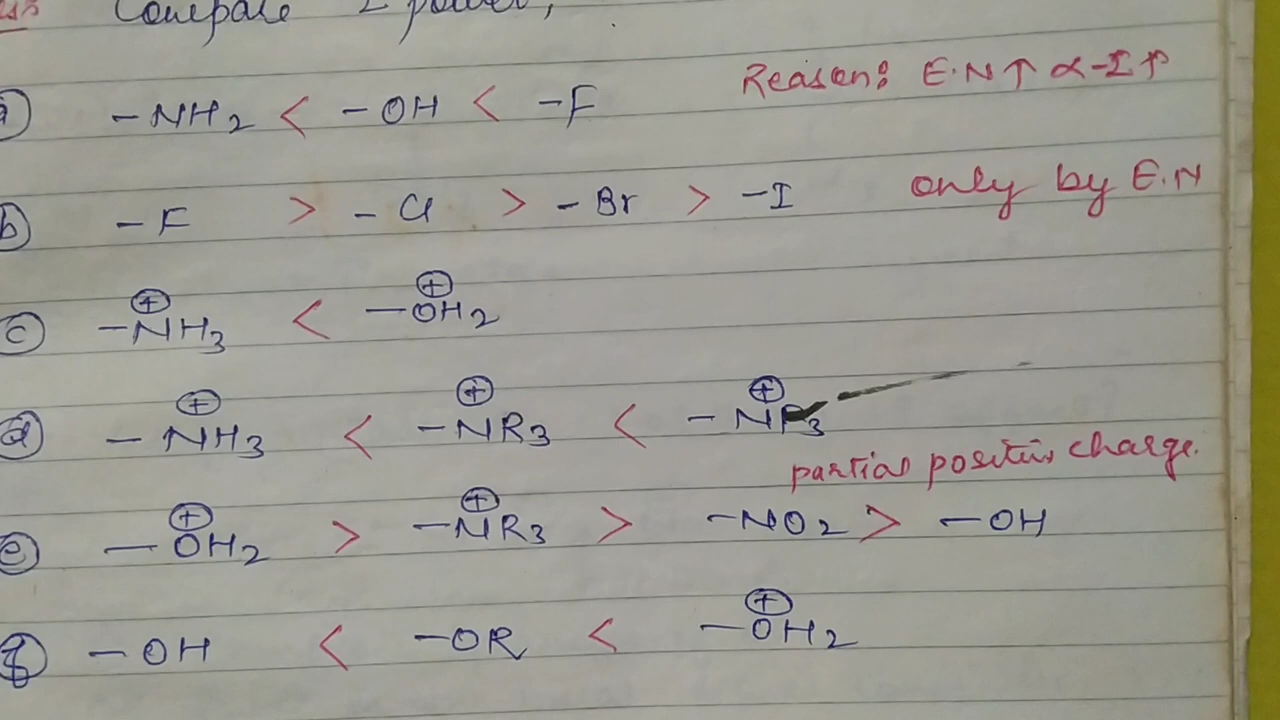 Compare I power,
a) -NH2 < -OH < -F Reason: E.N↑ ∝ -I↑
b) -F > -Cl > -Br > -I only by E.N
c) -N⊕H3 < -O⊕H2
d) -N⊕H3 < -N⊕R3 < -N⊕F3
partial positive charge.
e) -O⊕H2 > -N⊕R3 > -NO2 > -OH
f) -OH < -OR < -O⊕H2